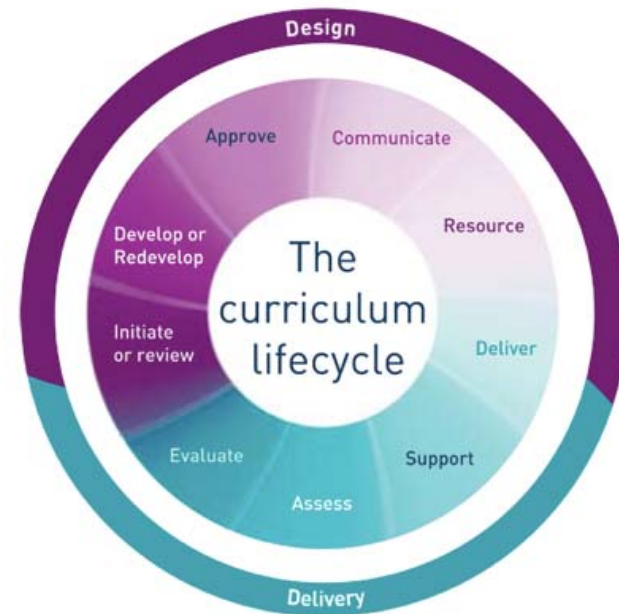 Design
Approve
Communicate
Develop or
Redevelop
Resource
The
curriculum
lifecycle
Initiate
or review
Deliver
Evaluate
Support
Assess
Delivery